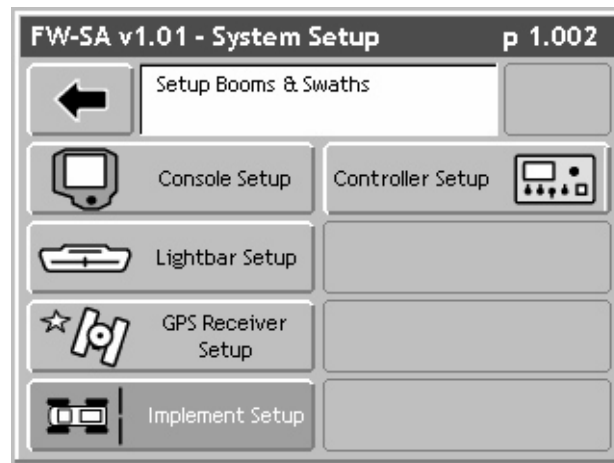 FW-SA v1.01 - System Setup p 1.002
Setup Booms & Swaths
Console Setup
Controller Setup
Lightbar Setup
GPS Receiver
Setup
Implement Setup